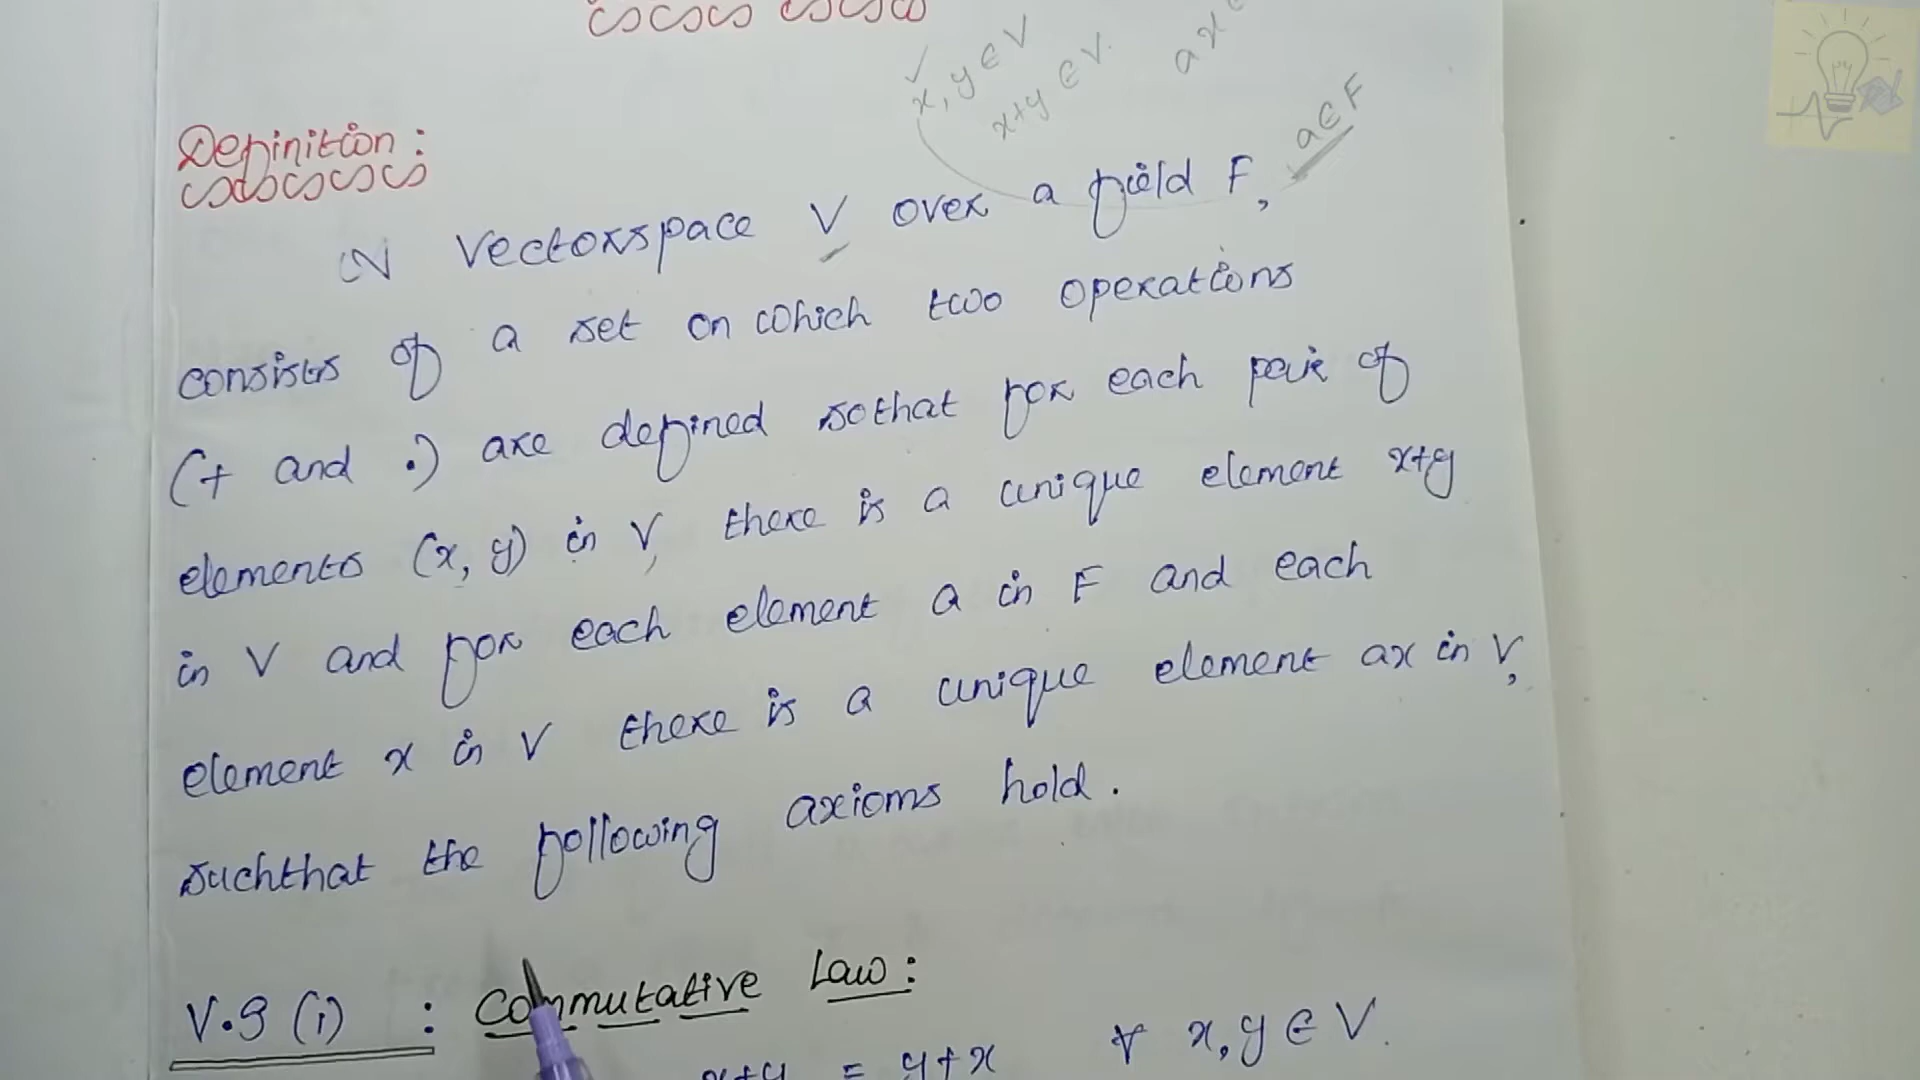 x, y ∈ V
x+y ∈ V.
a x
a ∈ F
Definition:
A Vectorspace V over a field F,
consists of a set on which two operations
(+ and •) are defined sothat for each pair of
elements (x, y) in V, there is a unique element x+y
in V and for each element a in F and each
element x in V there is a unique element ax in V,
suchthat the following axioms hold.
V.S (i) : Commutative Law:
x+y = y+x ∀ x, y ∈ V.